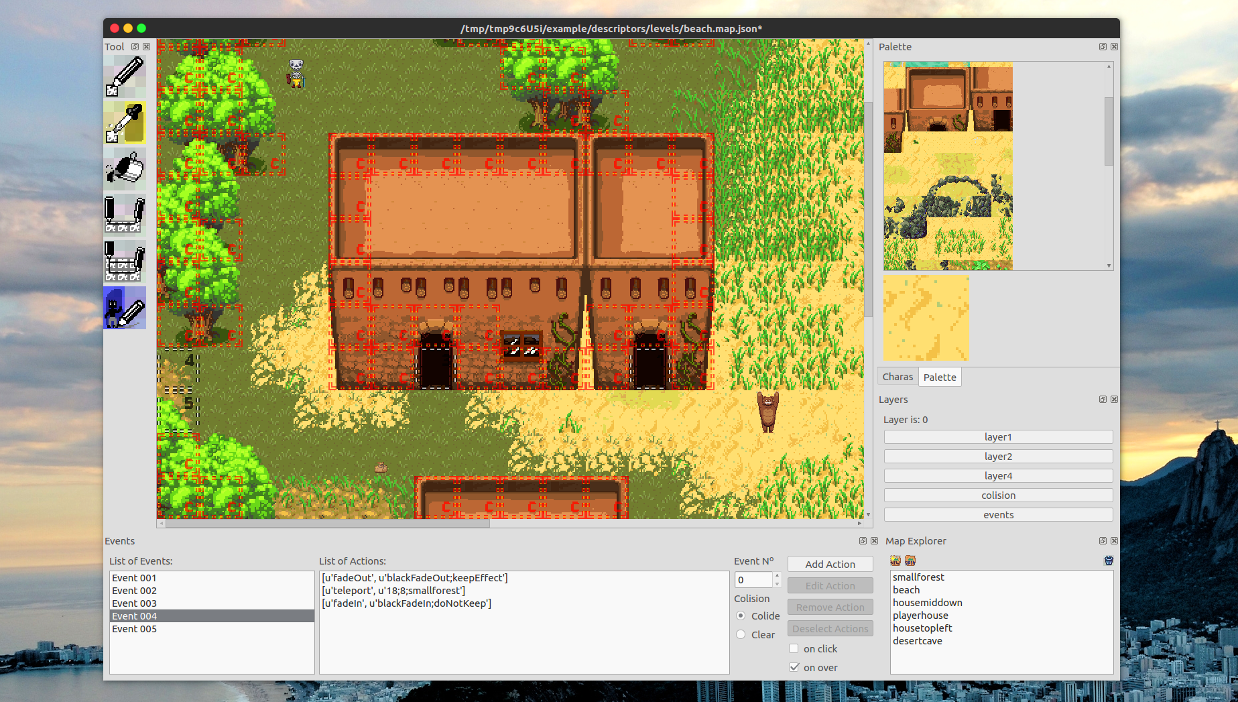 /tmp/tmp9c6U5i/example/descriptors/levels/beach.map.json*
Tool
Palette
C C C
C C C
C C C C C C C C C
C C
C C C
C C
C C C C C C C C
4
C C C C C C C
5
C
C C C C C
Charas Palette
Layers
Layer is: 0
layer1
layer2
layer4
colision
events
Events
List of Events:
Event 001
Event 002
Event 003
Event 004
Event 005
List of Actions:
[u'fadeOut', u'blackFadeOut;keepEffect']
[u'teleport', u'18;8;smallforest']
[u'fadeIn', u'blackFadeIn;doNotKeep']
Event Nº
0
Colision
Colide
Clear
Add Action
Edit Action
Remove Action
Deselect Actions
on click
on over
Map Explorer
smallforest
beach
housemiddown
playerhouse
housetopleft
desertcave